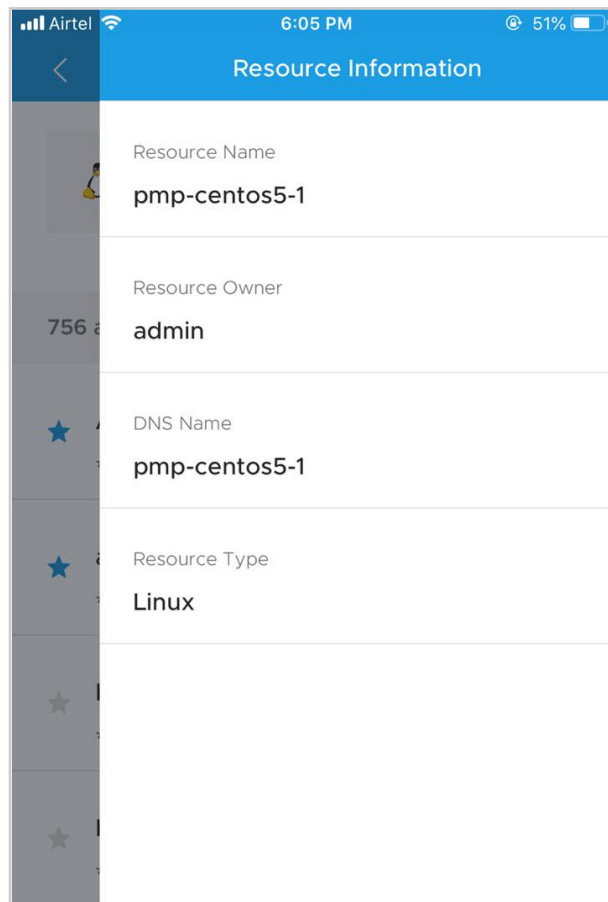 Airtel 6:05 PM 51%
Resource Information
Resource Name
pmp-centos5-1
Resource Owner
admin
756
DNS Name
pmp-centos5-1
Resource Type
Linux